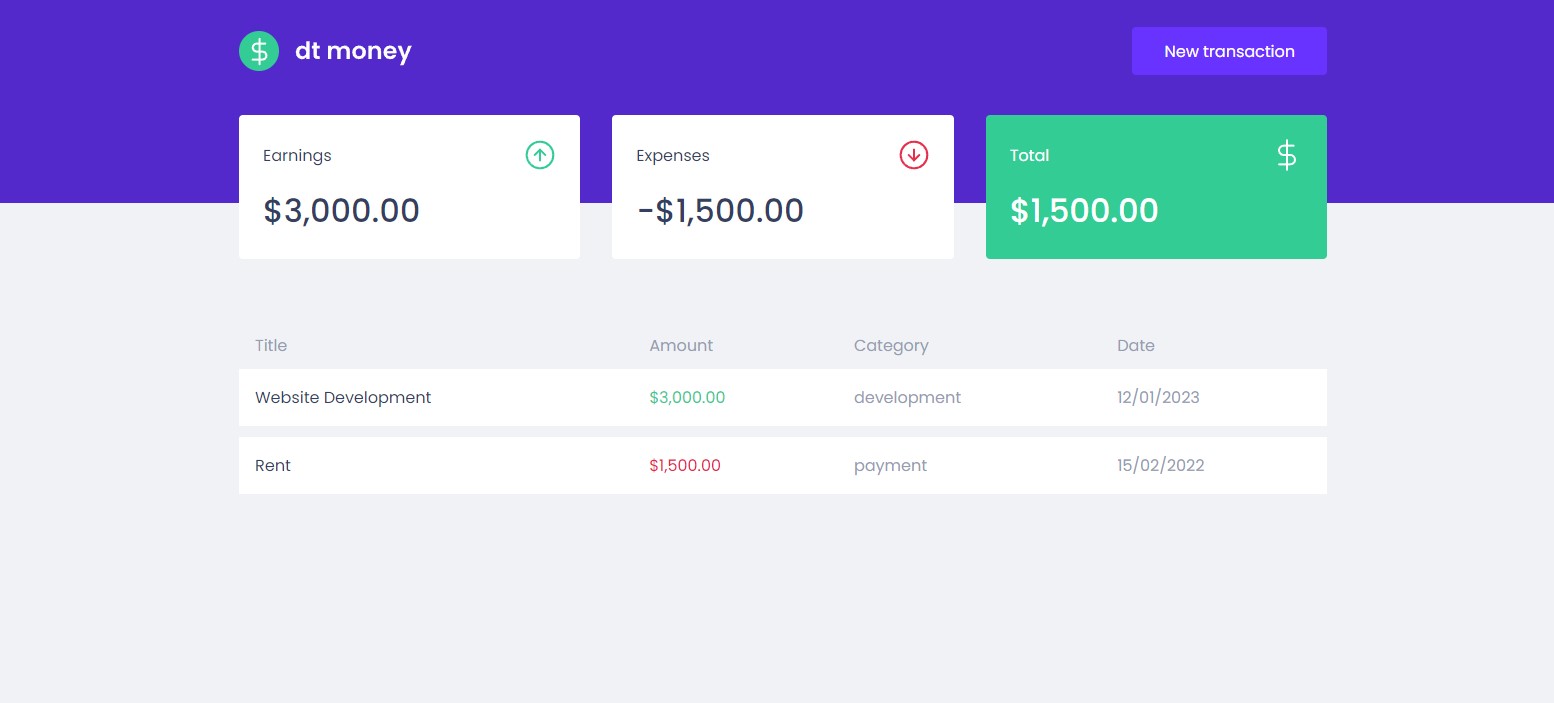 dt money
New transaction
Earnings
$3,000.00
Expenses
-$1,500.00
Total
$1,500.00
Title Amount Category Date
Website Development $3,000.00 development 12/01/2023
Rent $1,500.00 payment 15/02/2022